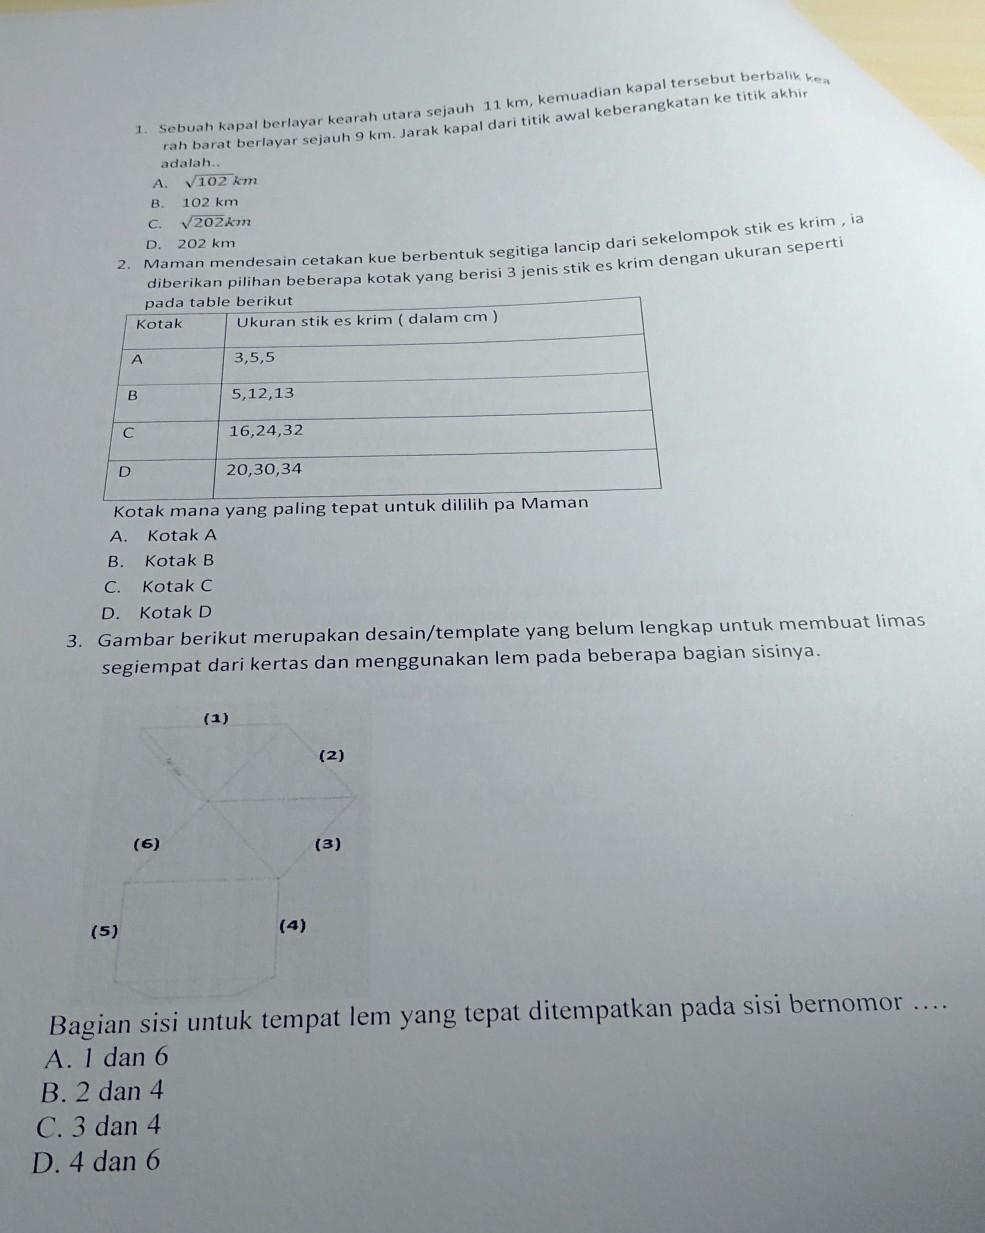 1. Sebuah kapal berlayar kearah utara sejauh 11 km, kemuadian kapal tersebut berbalik kea
rah barat berlayar sejauh 9 km. Jarak kapal dari titik awal keberangkatan ke titik akhir
adalah..
A. √102 km
B. 102 km
C. √202km
D. 202 km
2. Maman mendesain cetakan kue berbentuk segitiga lancip dari sekelompok stik es krim , ia
diberikan pilihan beberapa kotak yang berisi 3 jenis stik es krim dengan ukuran seperti
pada table berikut
Kotak Ukuran stik es krim ( dalam cm )
A 3,5,5
B 5,12,13
C 16,24,32
D 20,30,34
Kotak mana yang paling tepat untuk dililih pa Maman
A. Kotak A
B. Kotak B
C. Kotak C
D. Kotak D
3. Gambar berikut merupakan desain/template yang belum lengkap untuk membuat limas
segiempat dari kertas dan menggunakan lem pada beberapa bagian sisinya.
(1)
(2)
(6) (3)
(5) (4)
Bagian sisi untuk tempat lem yang tepat ditempatkan pada sisi bernomor ....
A. 1 dan 6
B. 2 dan 4
C. 3 dan 4
D. 4 dan 6